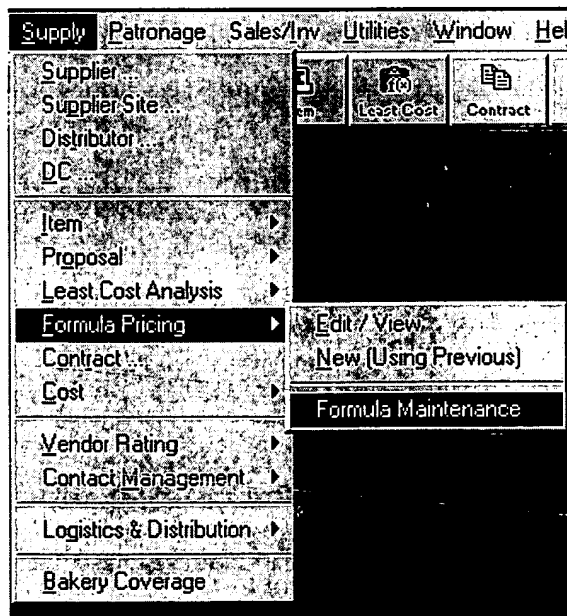 Supply Patronage Sales/Inv Utilities Window Hel
Supplier ...
Supplier Site ...
Distributor ...
DC ...
Least Cost
Contract
Item
Proposal
Least Cost Analysis
Formula Pricing
Contract ...
Cost
Edit / View
New (Using Previous)
Formula Maintenance
Vendor Rating
Contact Management
Logistics & Distribution
Bakery Coverage